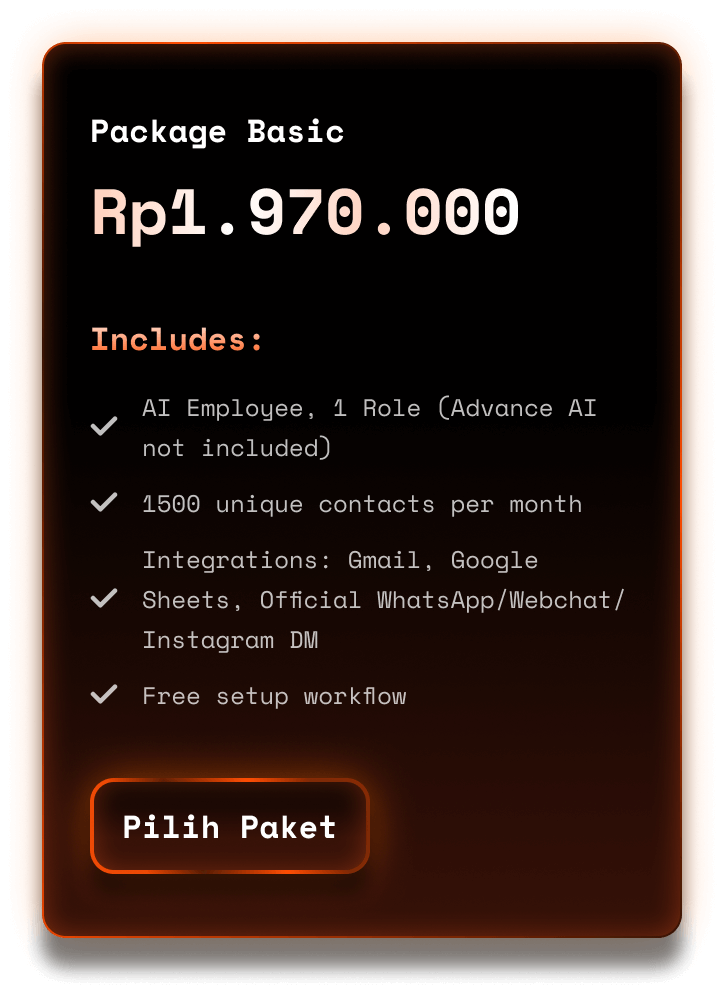 Package Basic
Rp1.970.000
Includes:
AI Employee, 1 Role (Advance AI
not included)
1500 unique contacts per month
Integrations: Gmail, Google
Sheets, Official WhatsApp/Webchat/
Instagram DM
Free setup workflow
Pilih Paket